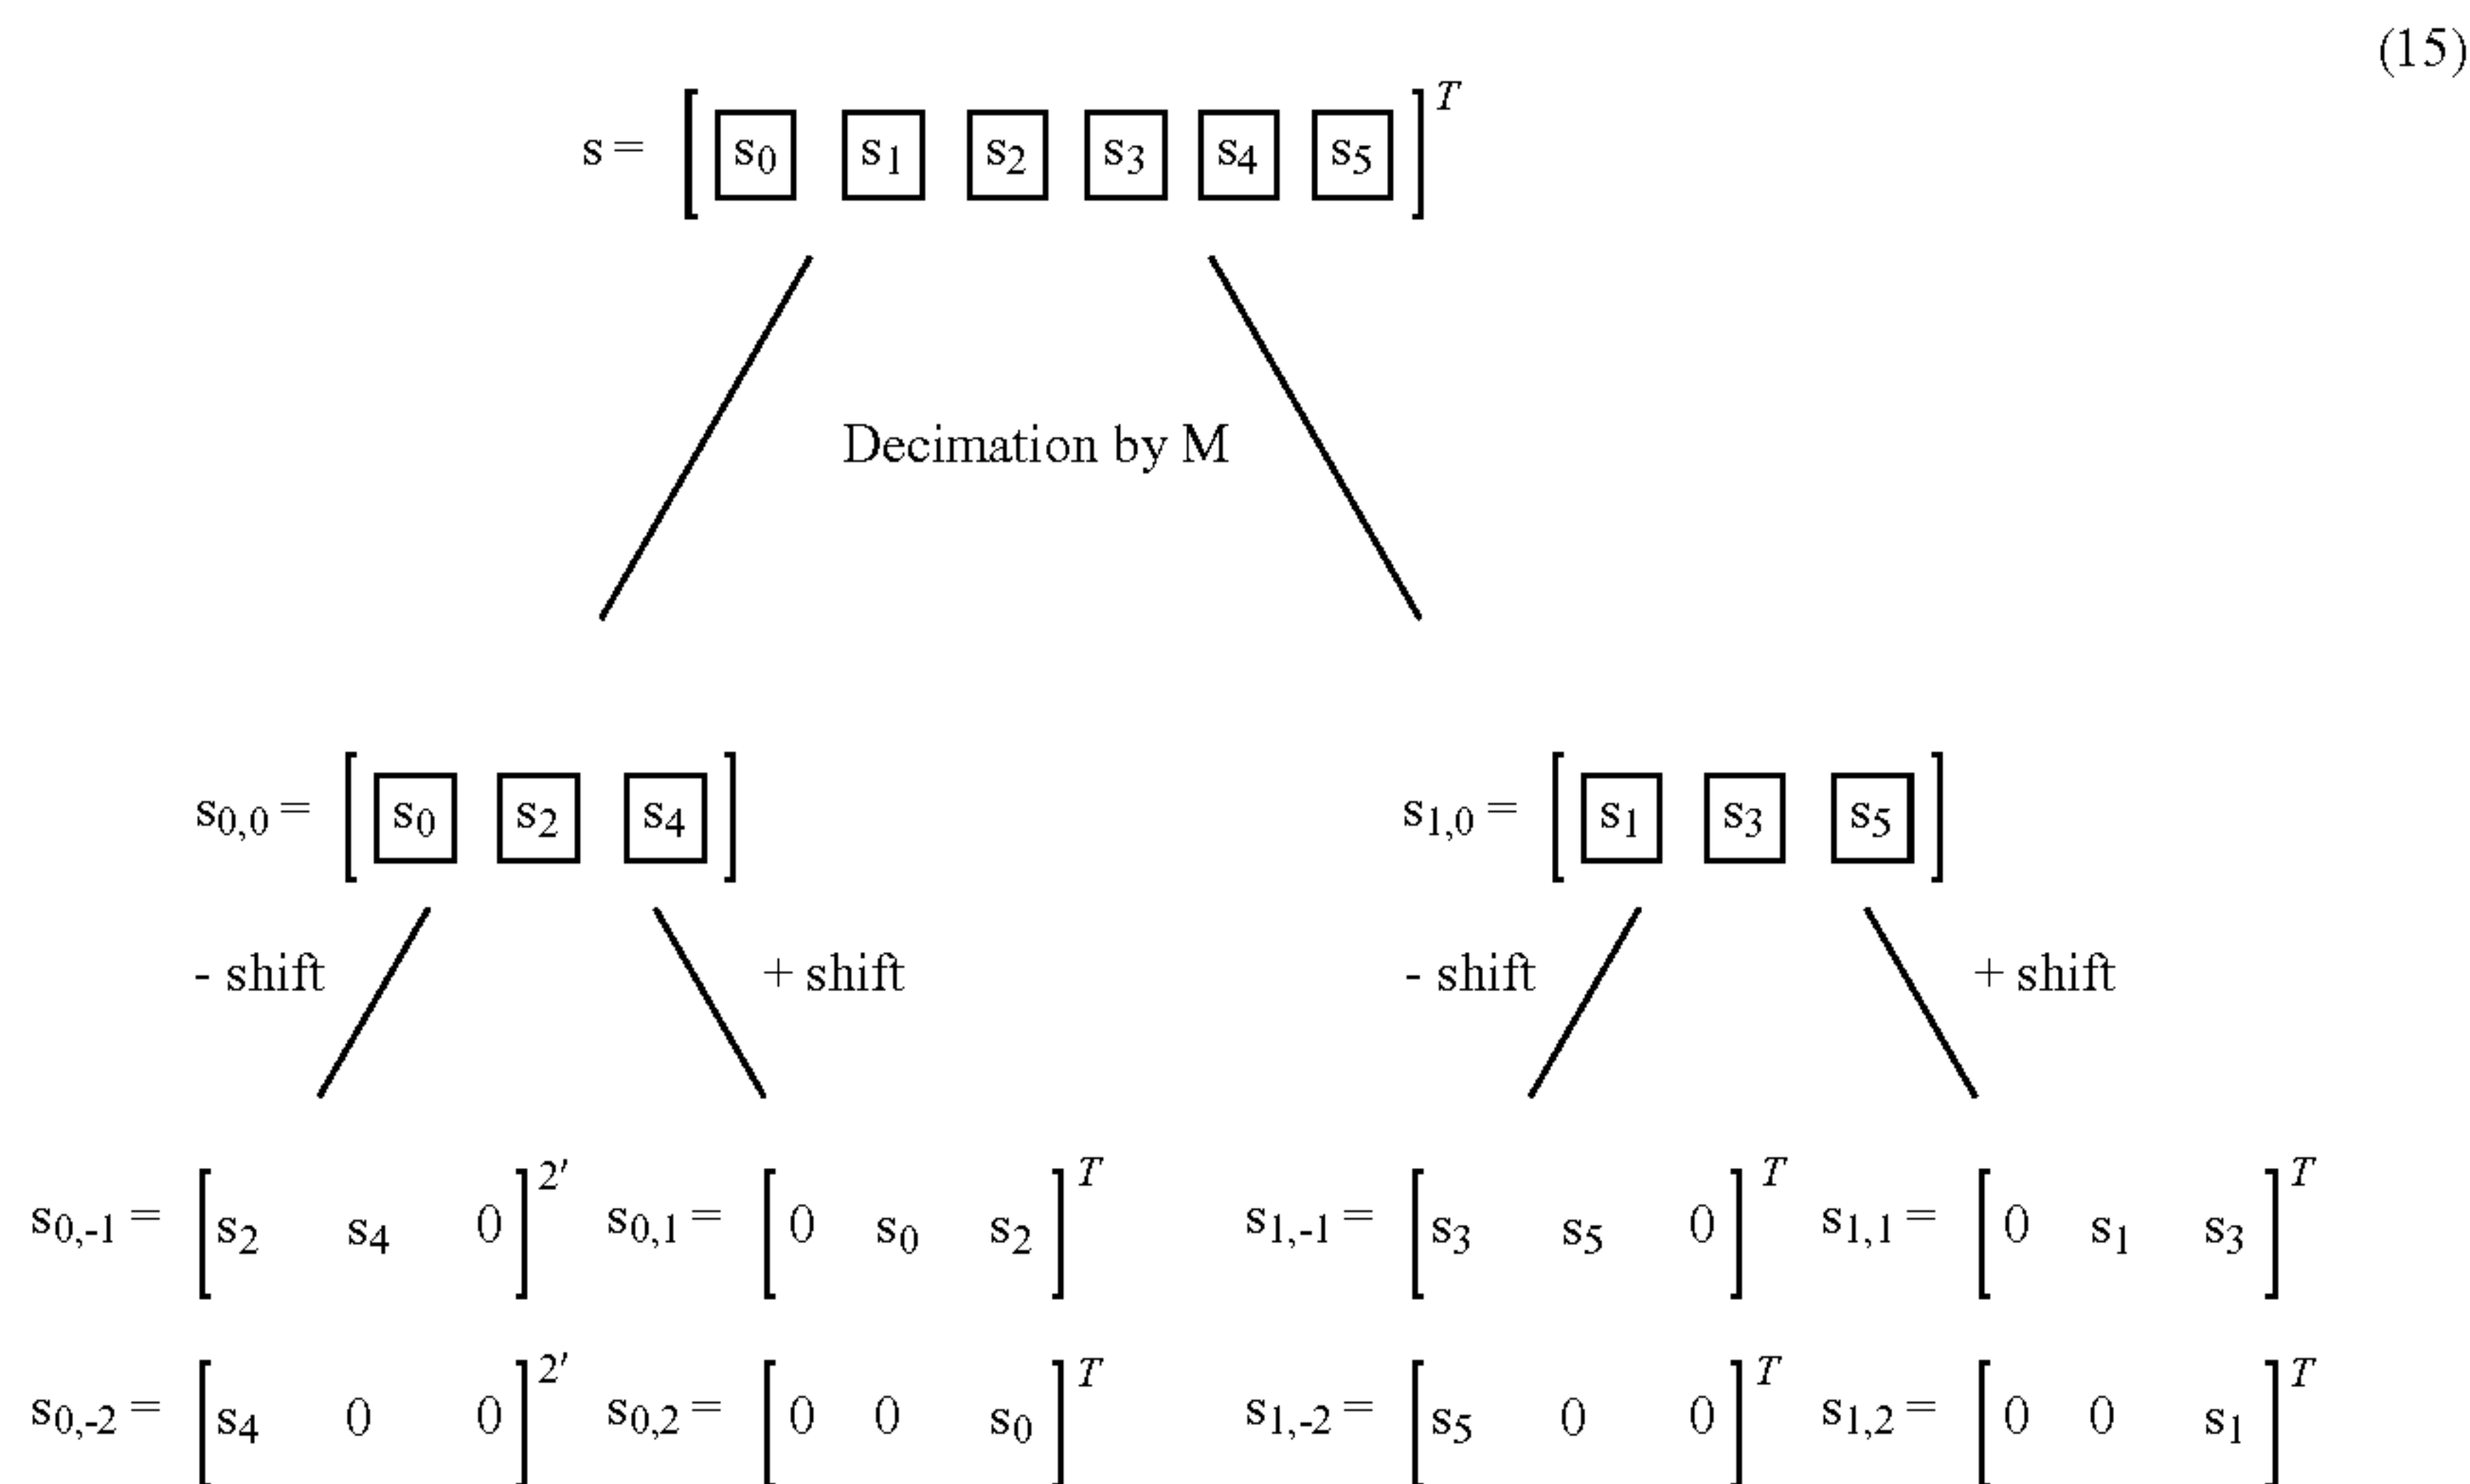 (15)
s = [ s₀ s₁ s₂ s₃ s₄ s₅ ]ᵀ
Decimation by M
s₀,₀ = [ s₀ s₂ s₄ ] s₁,₀ = [ s₁ s₃ s₅ ]
- shift + shift - shift + shift
s₀,₋₁ = [ s₂ s₄ 0 ]²′ s₀,₁ = [ 0 s₀ s₂ ]ᵀ s₁,₋₁ = [ s₃ s₅ 0 ]ᵀ s₁,₁ = [ 0 s₁ s₃ ]ᵀ
s₀,₋₂ = [ s₄ 0 0 ]²′ s₀,₂ = [ 0 0 s₀ ]ᵀ s₁,₋₂ = [ s₅ 0 0 ]ᵀ s₁,₂ = [ 0 0 s₁ ]ᵀ